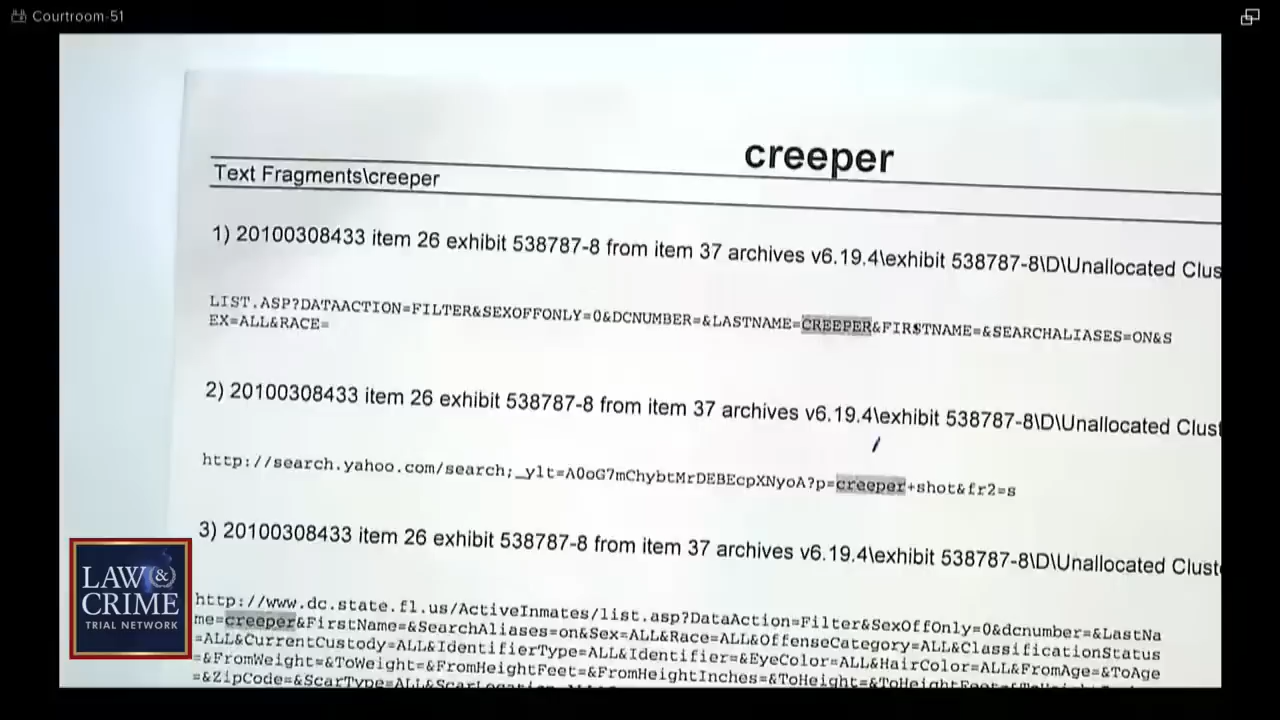 Courtroom-51
creeper
Text Fragments\creeper
1) 20100308433 item 26 exhibit 538787-8 from item 37 archives v6.19.4\exhibit 538787-8\D\Unallocated Clus
LIST.ASP?DATAACTION=FILTER&SEXOFFONLY=0&DCNUMBER=&LASTNAME=CREEPER&FIRSTNAME=&SEARCHALIASES=ON&S
EX=ALL&RACE=
2) 20100308433 item 26 exhibit 538787-8 from item 37 archives v6.19.4\exhibit 538787-8\D\Unallocated Clust
http://search.yahoo.com/search;_ylt=A0oG7mChybtMrDEBEcpXNyoA?p=creeper+shot&fr2=s
3) 20100308433 item 26 exhibit 538787-8 from item 37 archives v6.19.4\exhibit 538787-8\D\Unallocated Cluste
http://www.dc.state.fl.us/ActiveInmates/list.asp?DataAction=Filter&SexOffOnly=0&dcnumber=&LastNa
me=creeper&FirstName=&SearchAliases=on&Sex=ALL&Race=ALL&OffenseCategory=ALL&ClassificationStatus
=ALL&CurrentCustody=ALL&IdentifierType=ALL&Identifier=&EyeColor=ALL&HairColor=ALL&FromAge=&ToAge
=&FromWeight=&ToWeight=&FromHeightFeet=&FromHeightInches=&ToHeight=&ToHeightFeet=
=&ZipCode=&ScarType=ALL&ScarLocation
LAW &
CRIME
TRIAL NETWORK